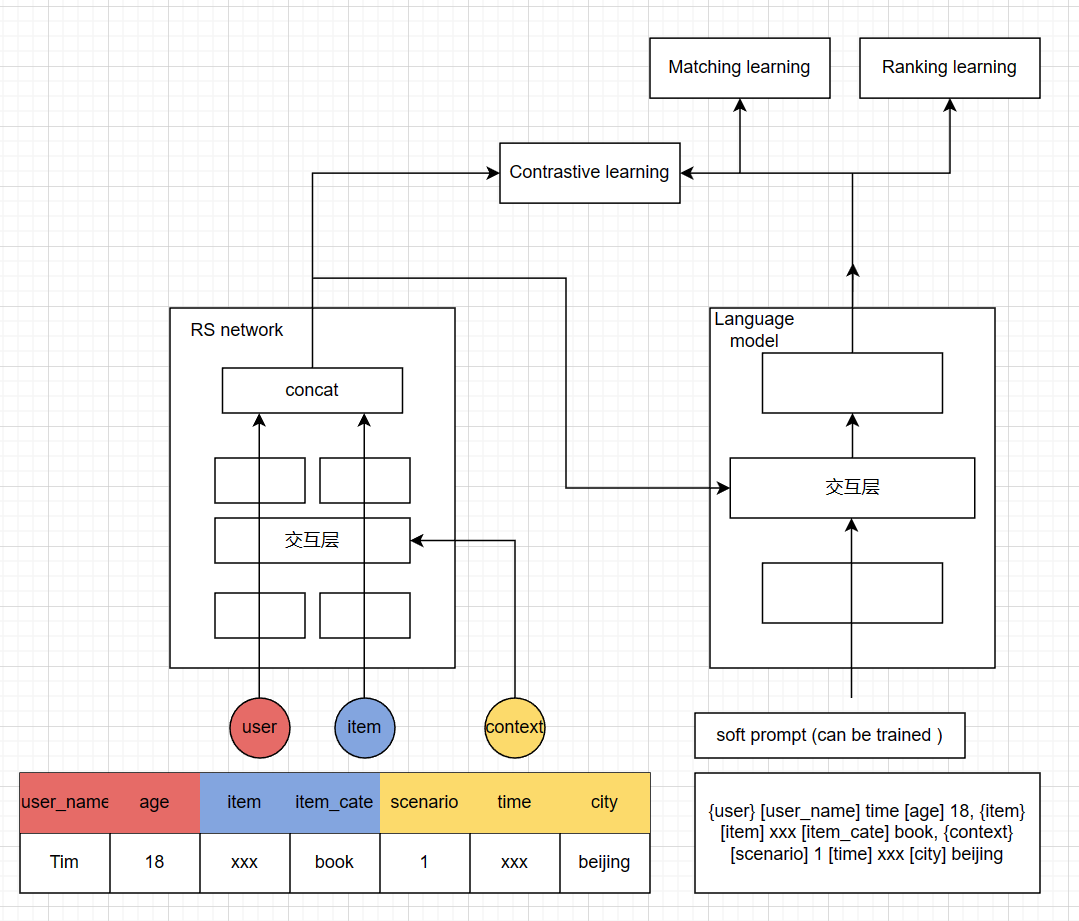 Matching learning
Ranking learning
Contrastive learning
RS network
Language
model
concat
交互层
交互层
user
item
context
soft prompt (can be trained )
user_name
age
item
item_cate
scenario
time
city
Tim
18
xxx
book
1
xxx
beijing
{user} [user_name] time [age] 18, {item}
[item] xxx [item_cate] book, {context}
[scenario] 1 [time] xxx [city] beijing